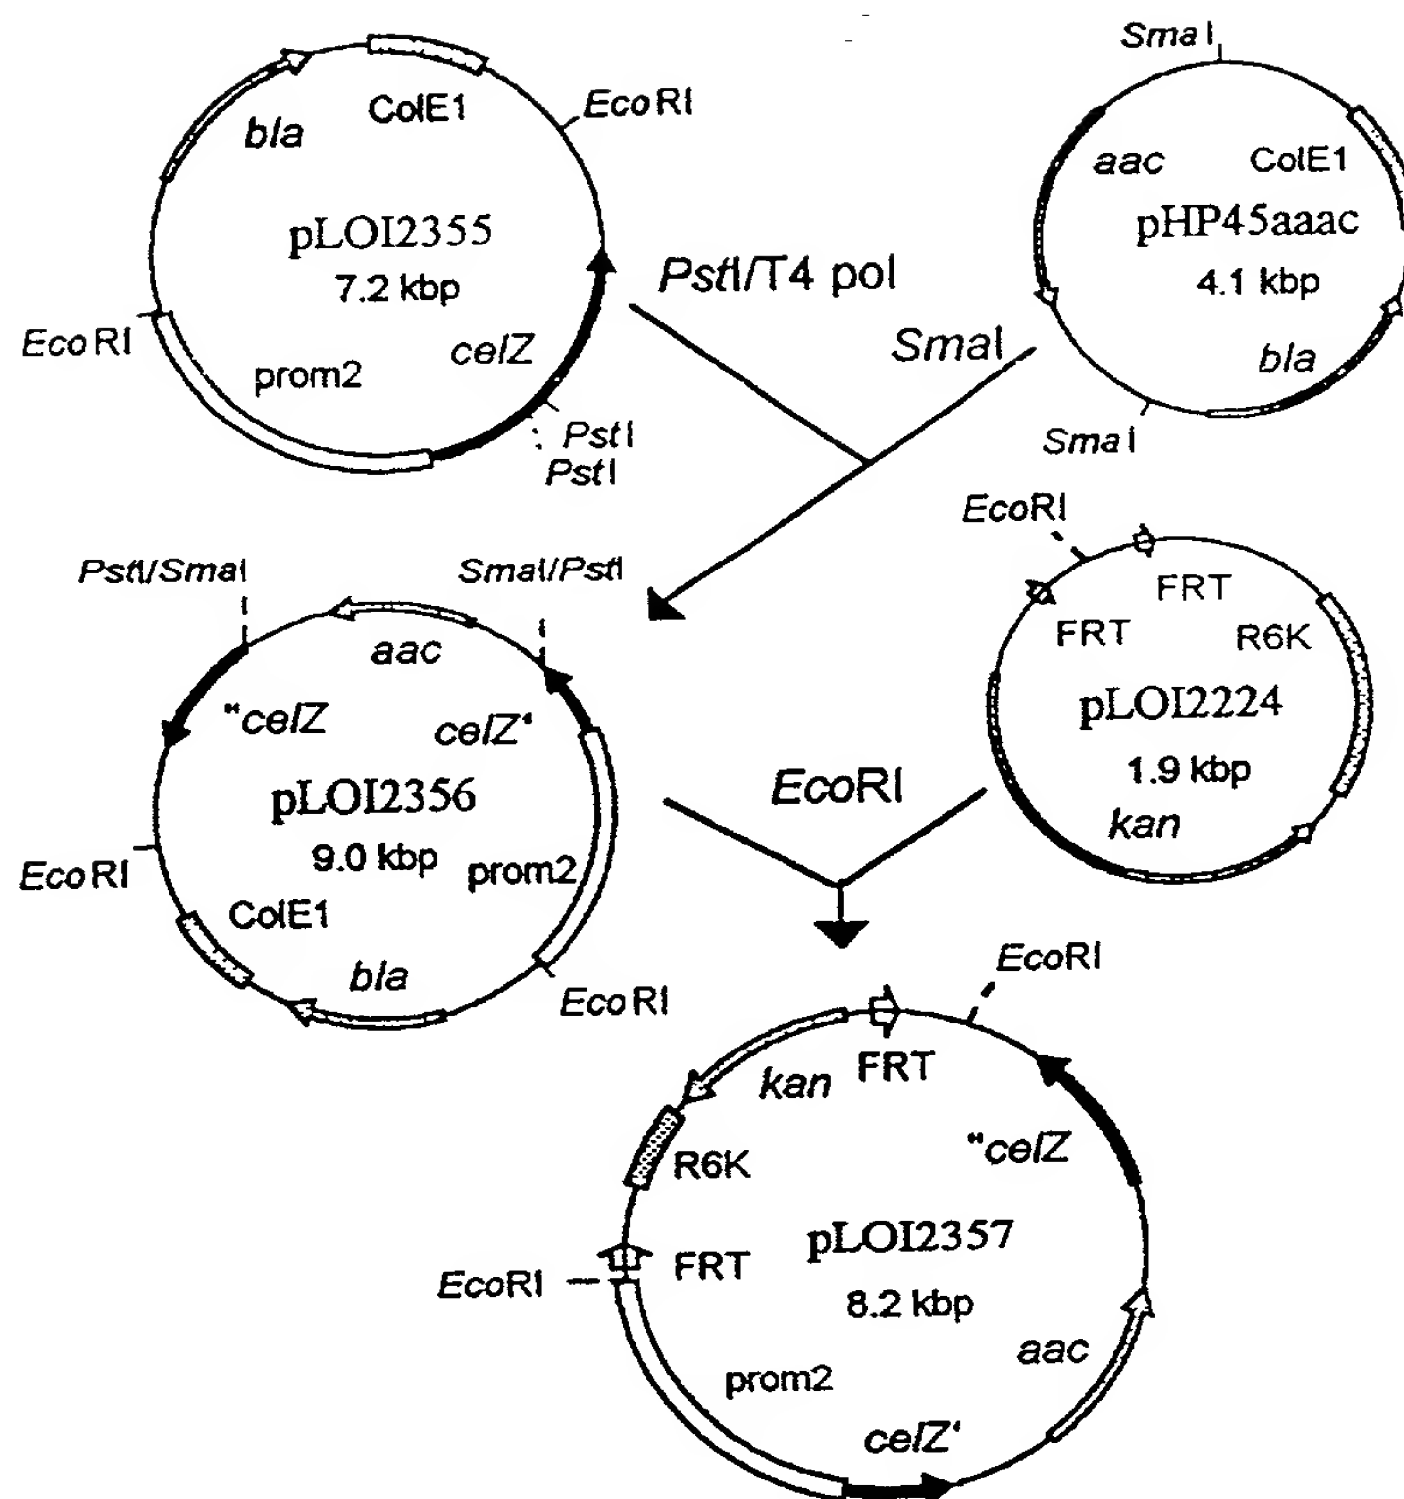 SmaI
ColE1
EcoRI
bla
aac
ColE1
pLOI2355
pHP45aaac
7.2 kbp
PstI/T4 pol
4.1 kbp
EcoRI
celZ
SmaI
bla
prom2
PstI
PstI
SmaI
EcoRI
PstI/SmaI
SmaI/PstI
FRT
FRT
R6K
aac
"celZ
celZ'
pLOI2224
pLOI2356
EcoRI
1.9 kbp
9.0 kbp
kan
EcoRI
prom2
ColE1
bla
EcoRI
EcoRI
kan
FRT
"celZ
R6K
pLOI2357
EcoRI
FRT
8.2 kbp
aac
prom2
celZ'